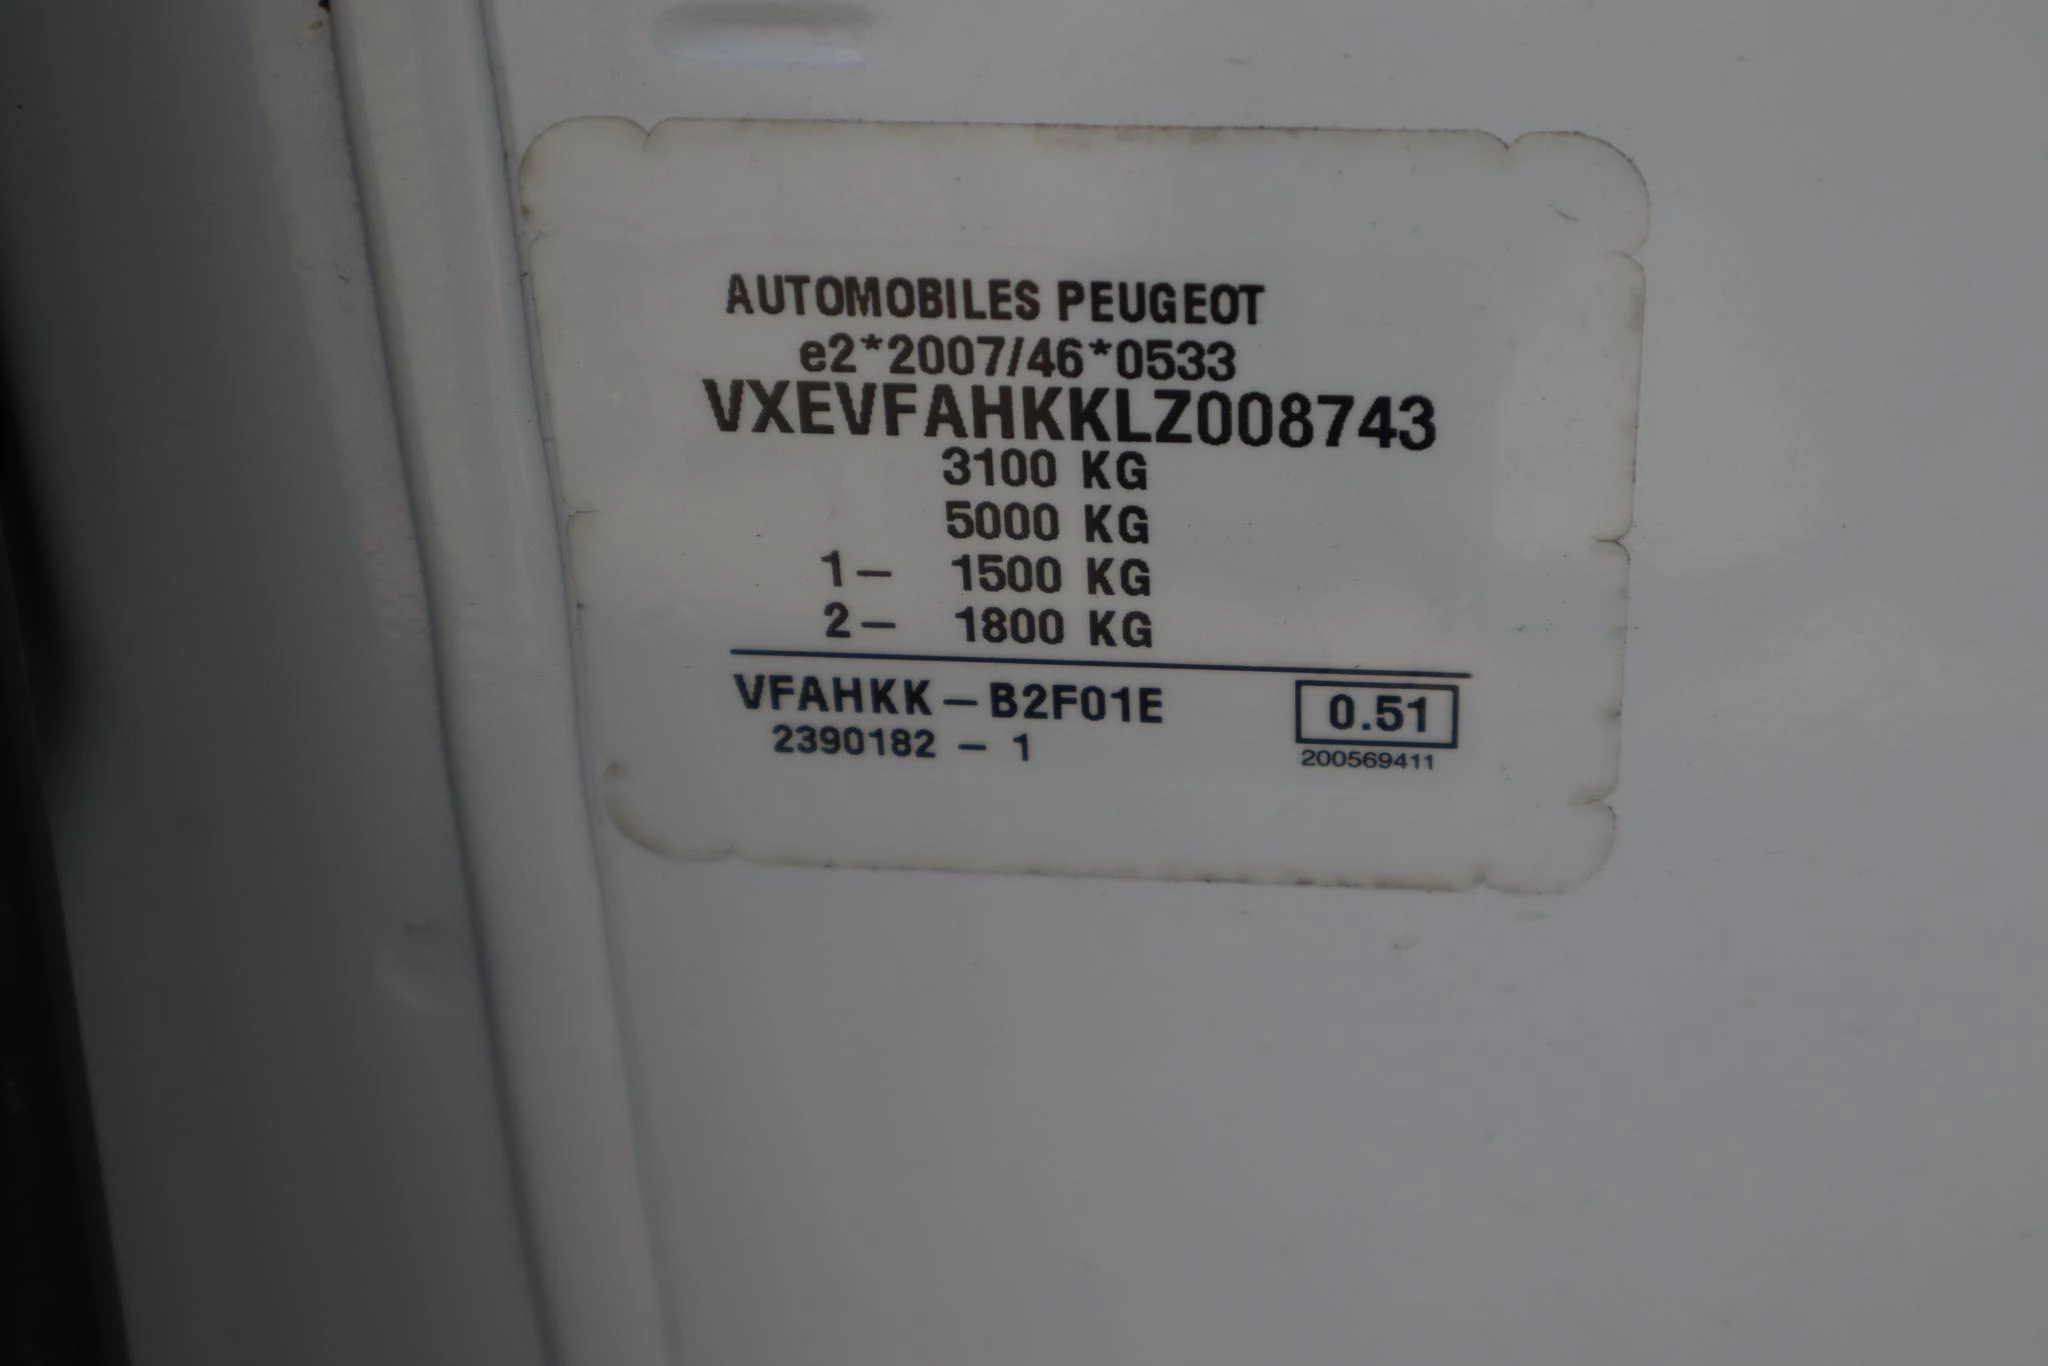 AUTOMOBILES PEUGEOT
e2*2007/46*0533
VXEVFAHKKLZ008743
3100 KG
5000 KG
1- 1500 KG
2- 1800 KG
VFAHKK-B2F01E
0.51
2390182 - 1
200569411